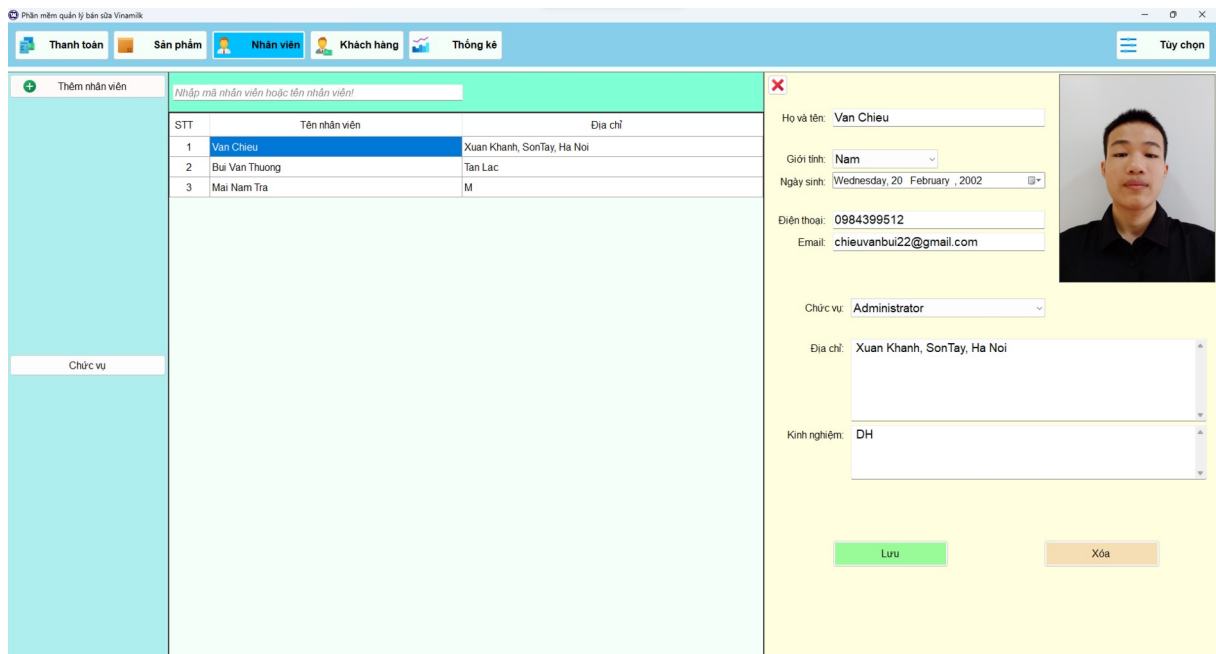 Phần mềm quản lý bán sữa Vinamilk
Thanh toán Sản phẩm Nhân viên Khách hàng Thống kê Tùy chọn
Thêm nhân viên
Chức vụ
Nhập mã nhân viên hoặc tên nhân viên!
STT Tên nhân viên Địa chỉ
1 Van Chieu Xuan Khanh, SonTay, Ha Noi
2 Bui Van Thuong Tan Lac
3 Mai Nam Tra M
Họ và tên: Van Chieu
Giới tính: Nam
Ngày sinh: Wednesday, 20 February , 2002
Điện thoại: 0984399512
Email: chieuvanbui22@gmail.com
Chức vụ: Administrator
Địa chỉ: Xuan Khanh, SonTay, Ha Noi
Kinh nghiệm: DH
Lưu Xóa